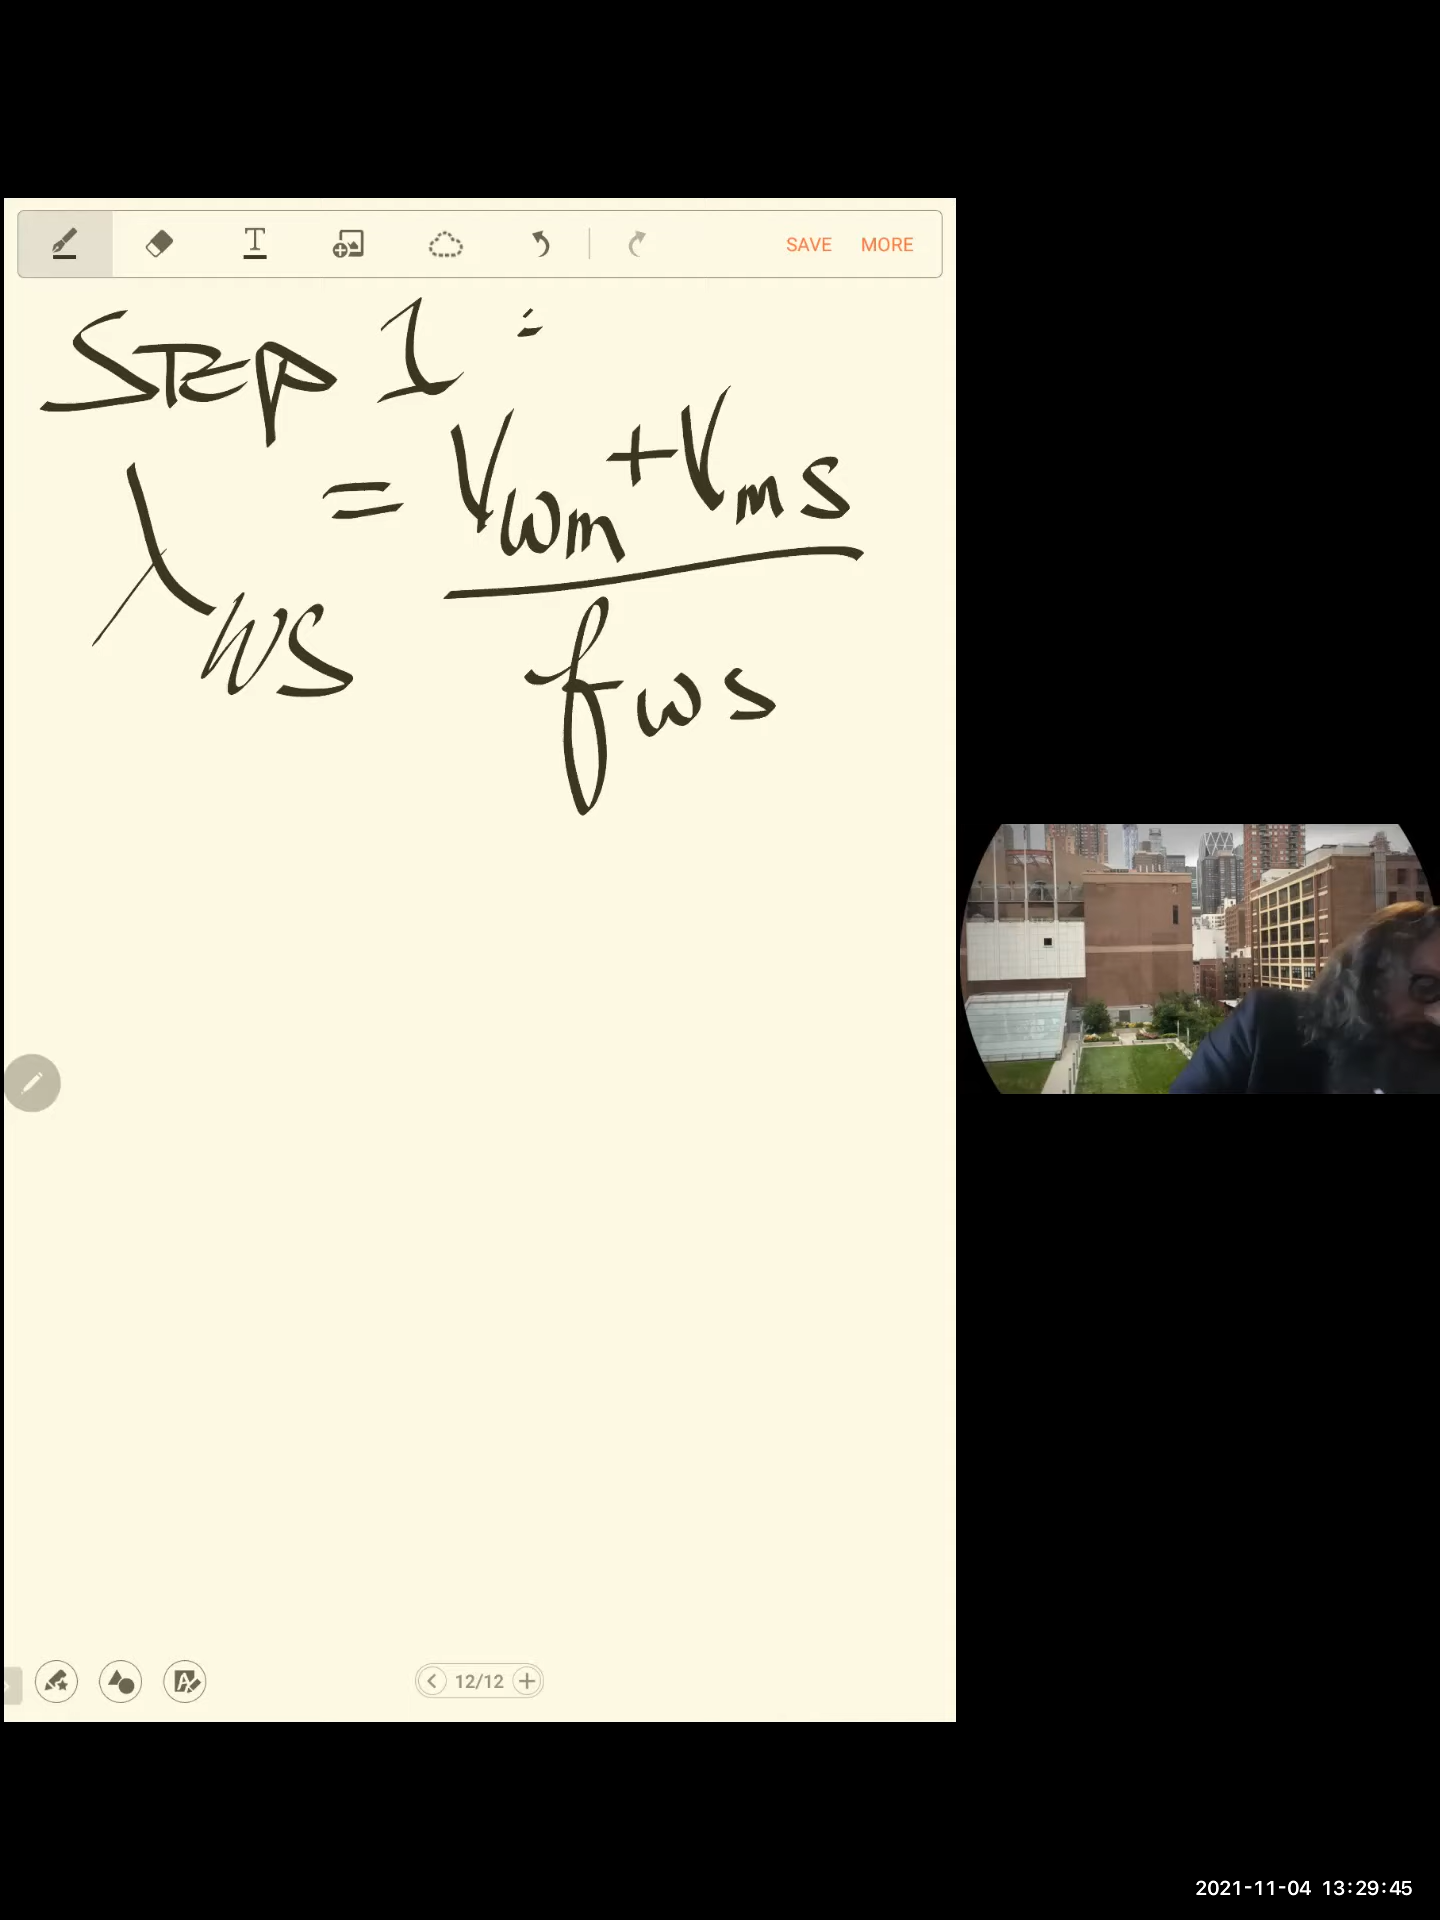 T
SAVE MORE
STEP 1:
λws = Vwm + Vms
fws
12/12
2021-11-04 13:29:45